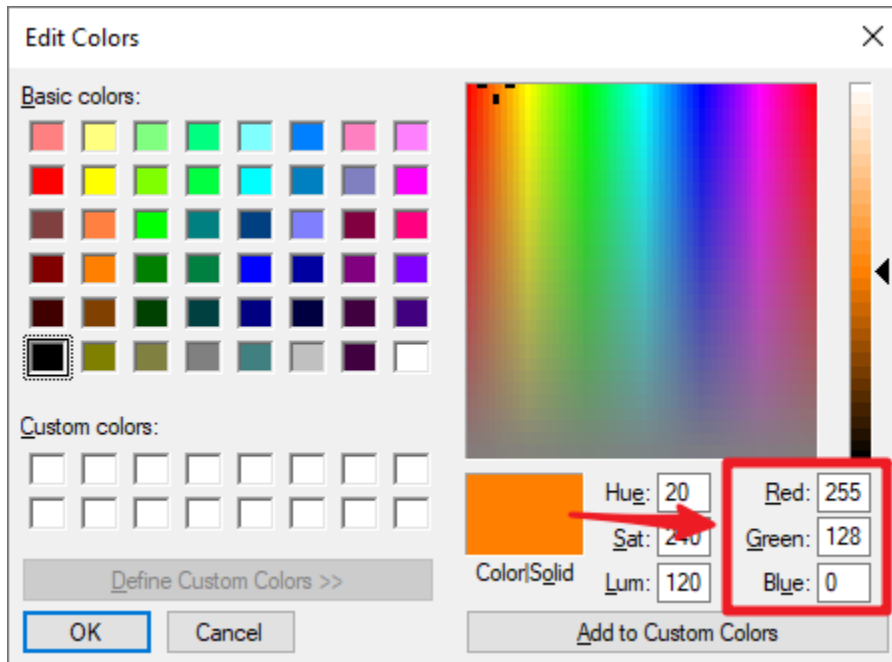 Edit Colors
Basic colors:
Custom colors:
Define Custom Colors >>
OK
Cancel
Color|Solid
Hue: 20
Sat: 240
Lum: 120
Red: 255
Green: 128
Blue: 0
Add to Custom Colors